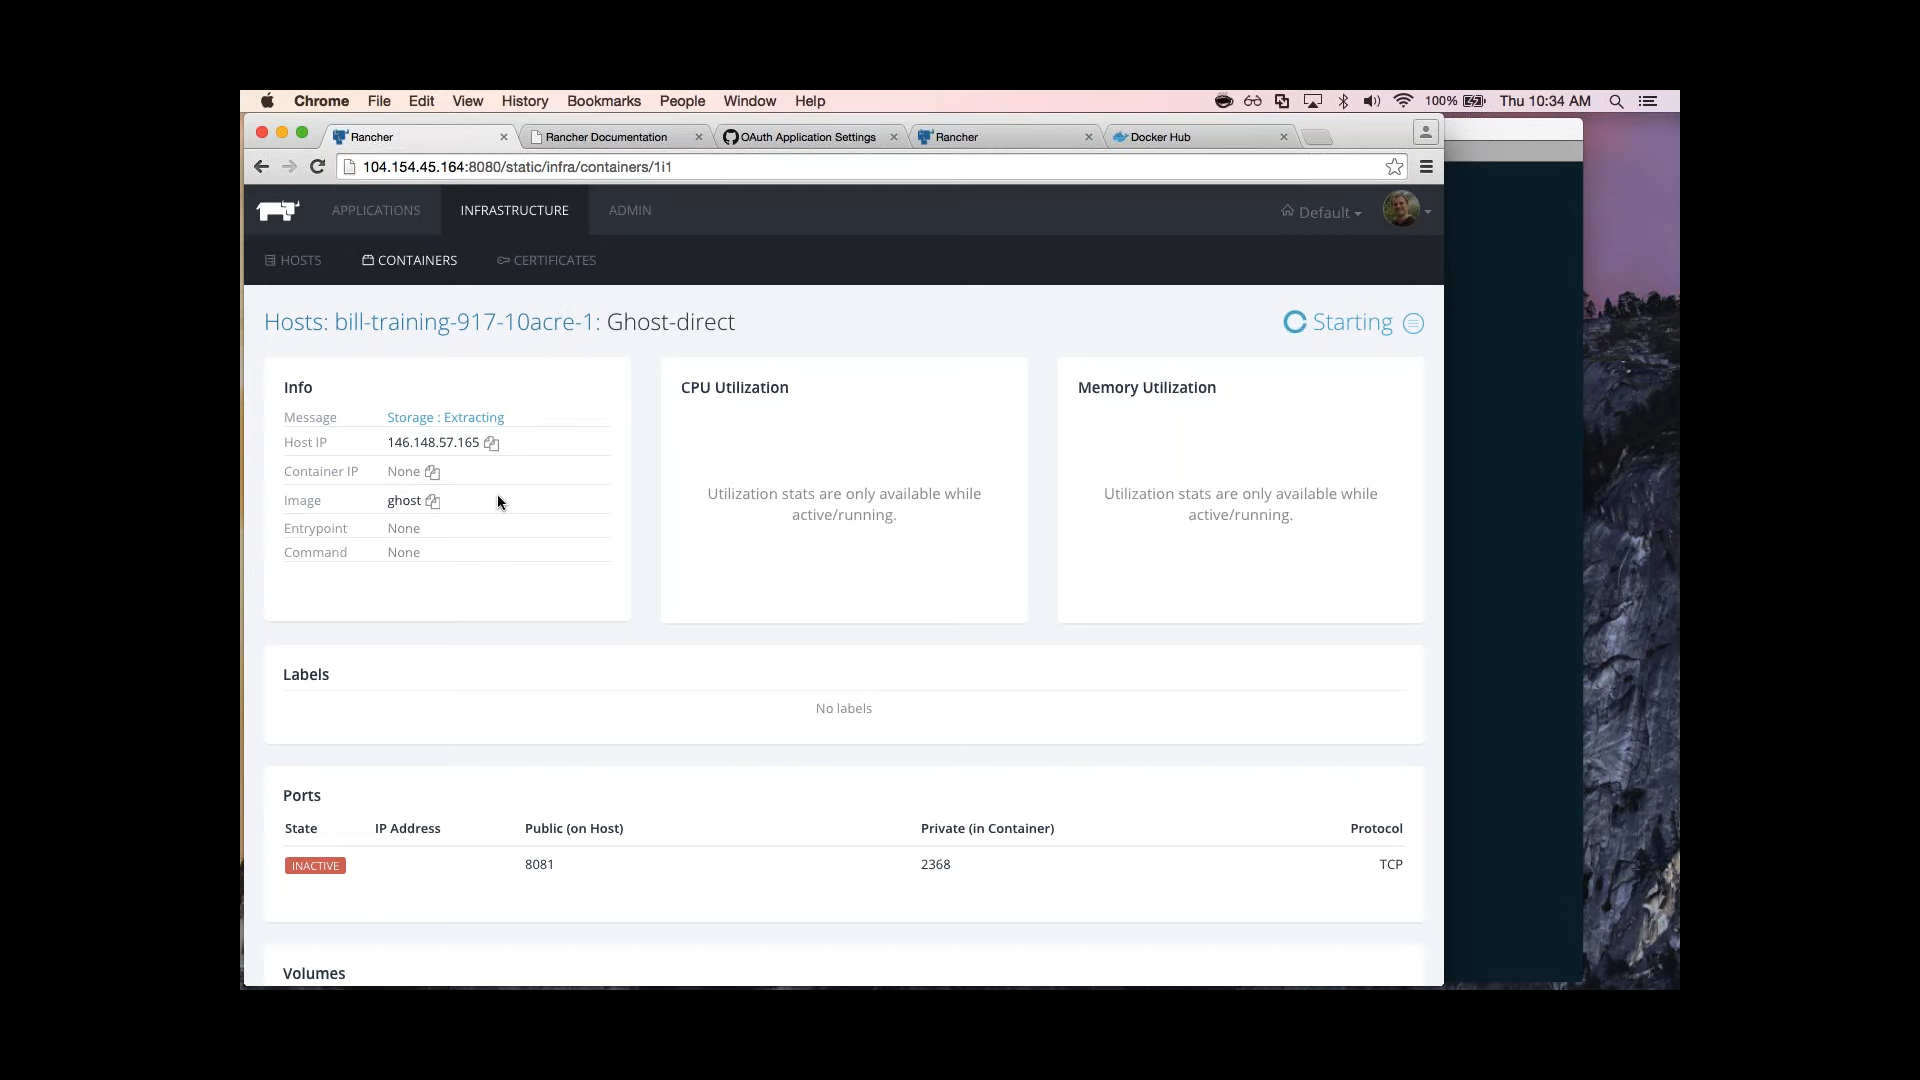 Chrome File Edit View History Bookmarks People Window Help 100% Thu 10:34 AM
Rancher Rancher Documentation OAuth Application Settings Rancher Docker Hub
104.154.45.164:8080/static/infra/containers/1i1
APPLICATIONS INFRASTRUCTURE ADMIN Default
HOSTS CONTAINERS CERTIFICATES
Hosts: bill-training-917-10acre-1: Ghost-direct Starting
Info
Message Storage : Extracting
Host IP 146.148.57.165
Container IP None
Image ghost
Entrypoint None
Command None
CPU Utilization
Utilization stats are only available while
active/running.
Memory Utilization
Utilization stats are only available while
active/running.
Labels
No labels
Ports
State IP Address Public (on Host) Private (in Container) Protocol
INACTIVE 8081 2368 TCP
Volumes